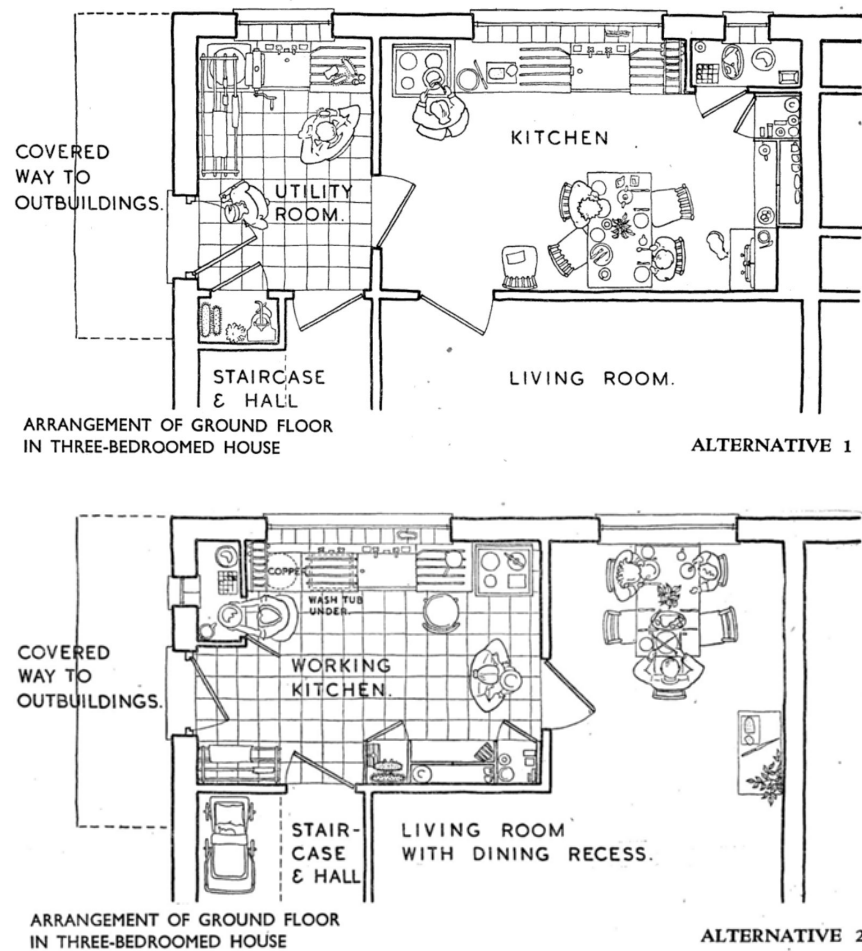 KITCHEN
COVERED
WAY TO
OUTBUILDINGS.
UTILITY
ROOM.
STAIRCASE
& HALL
LIVING ROOM.
ARRANGEMENT OF GROUND FLOOR
IN THREE-BEDROOMED HOUSE
ALTERNATIVE 1
COPPER
WASH TUB
UNDER.
COVERED
WAY TO
OUTBUILDINGS.
WORKING
KITCHEN.
STAIR-
CASE
& HALL
LIVING ROOM
WITH DINING RECESS.
ARRANGEMENT OF GROUND FLOOR
IN THREE-BEDROOMED HOUSE
ALTERNATIVE 2